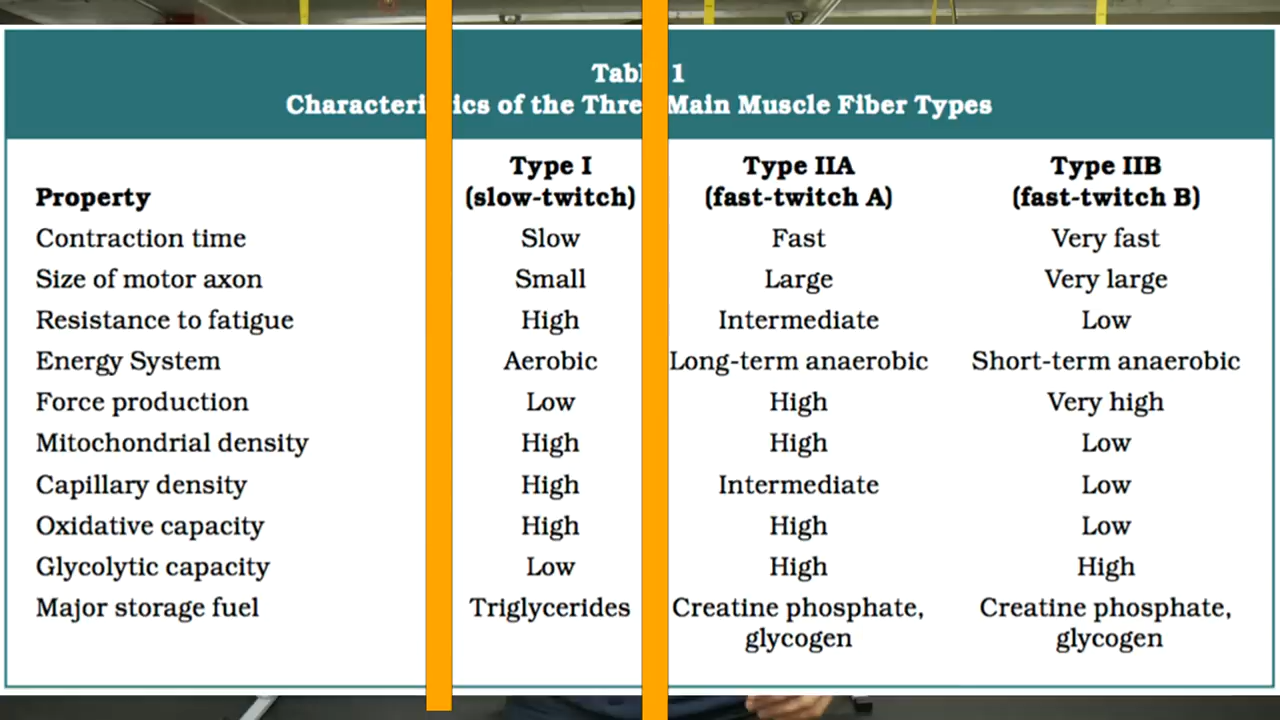 Tab 1
Characteri ics of the Thre Main Muscle Fiber Types
Type I Type IIA Type IIB
Property (slow-twitch) (fast-twitch A) (fast-twitch B)
Contraction time Slow Fast Very fast
Size of motor axon Small Large Very large
Resistance to fatigue High Intermediate Low
Energy System Aerobic Long-term anaerobic Short-term anaerobic
Force production Low High Very high
Mitochondrial density High High Low
Capillary density High Intermediate Low
Oxidative capacity High High Low
Glycolytic capacity Low High High
Major storage fuel Triglycerides Creatine phosphate, Creatine phosphate,
glycogen glycogen